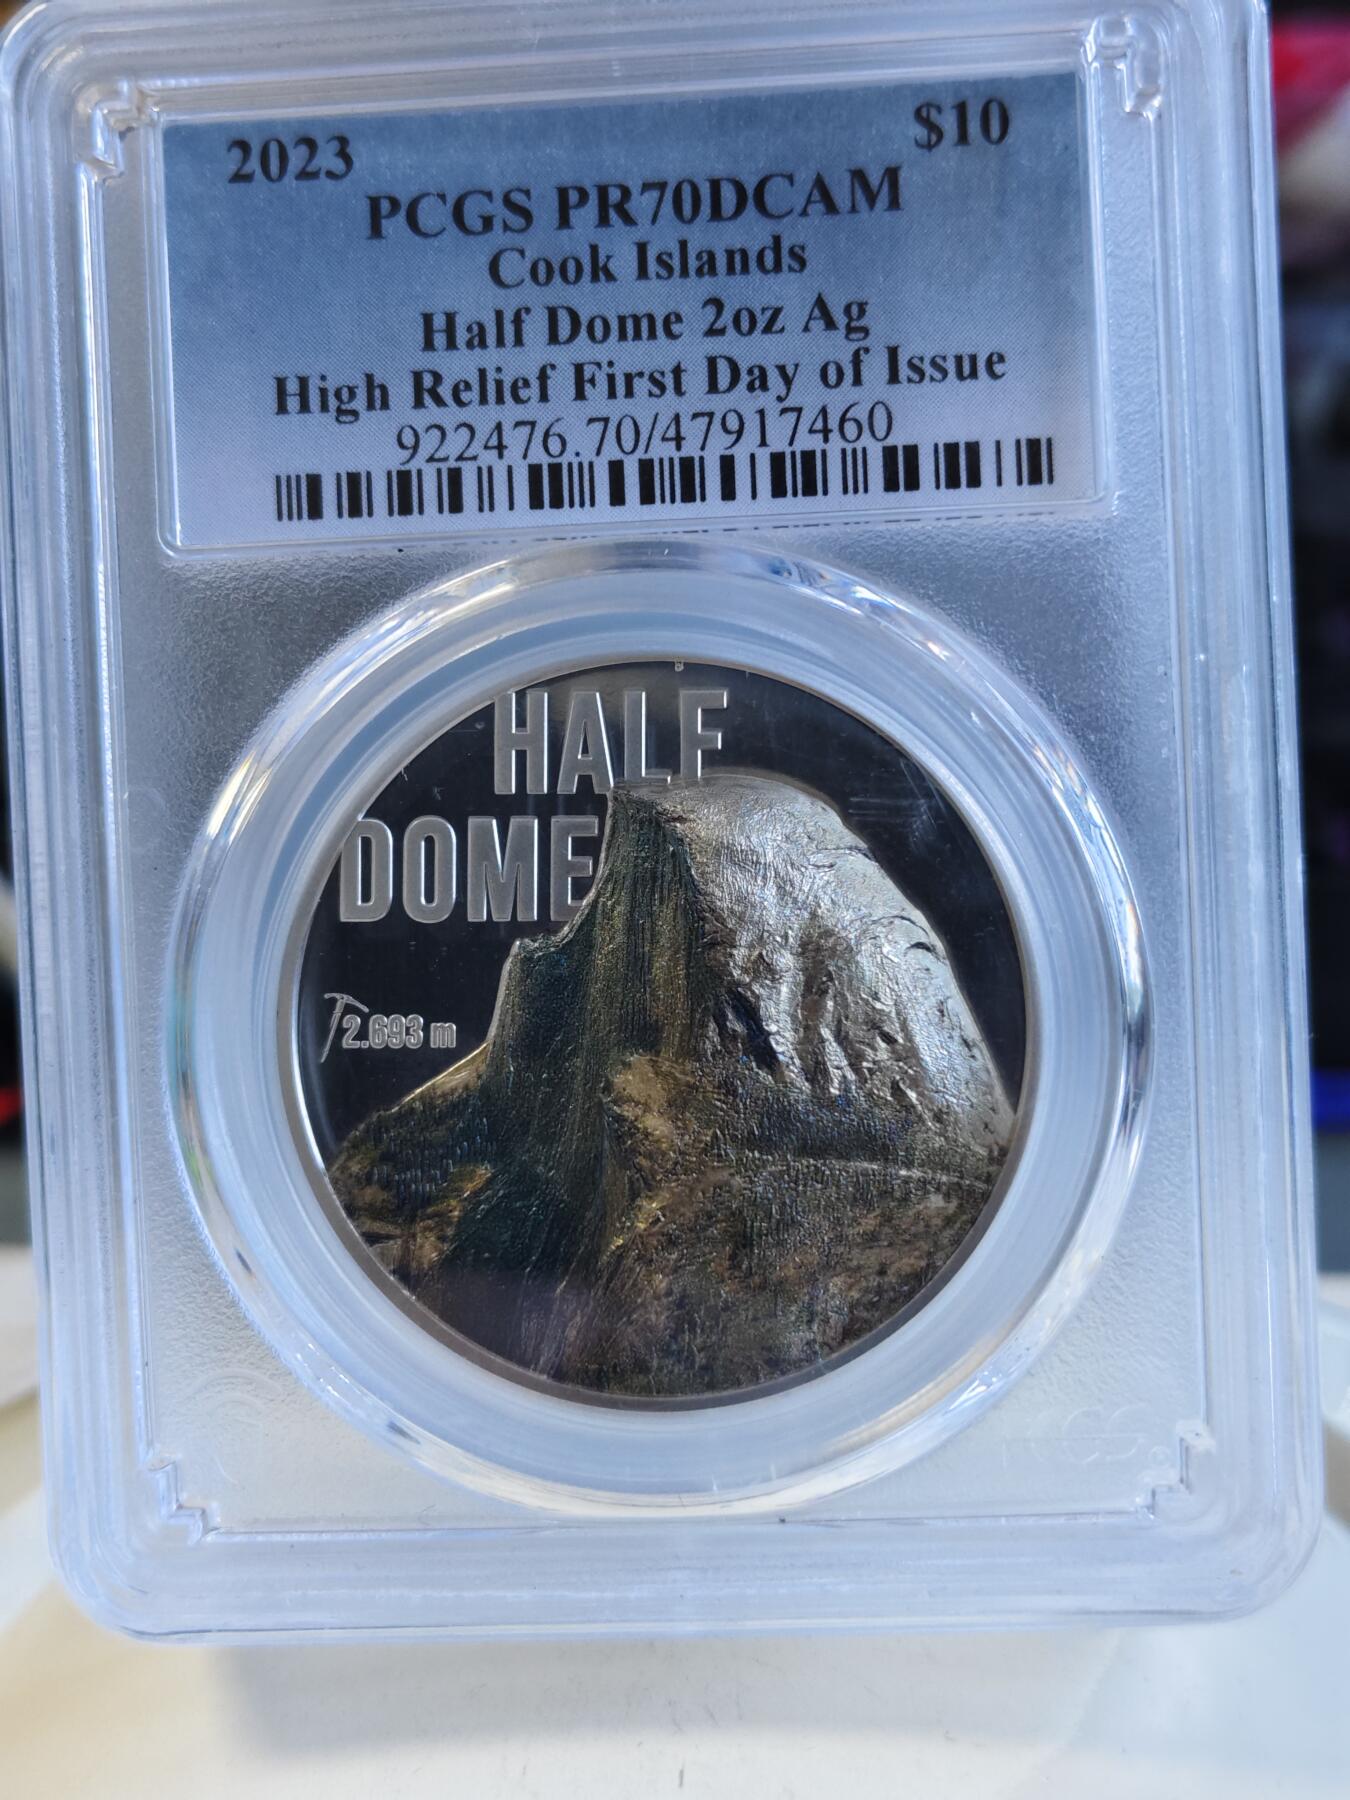 2023 $10
PCGS PR70DCAM
Cook Islands
Half Dome 2oz Ag
High Relief First Day of Issue
922476.70/47917460
HALF
DOME
2.693 m